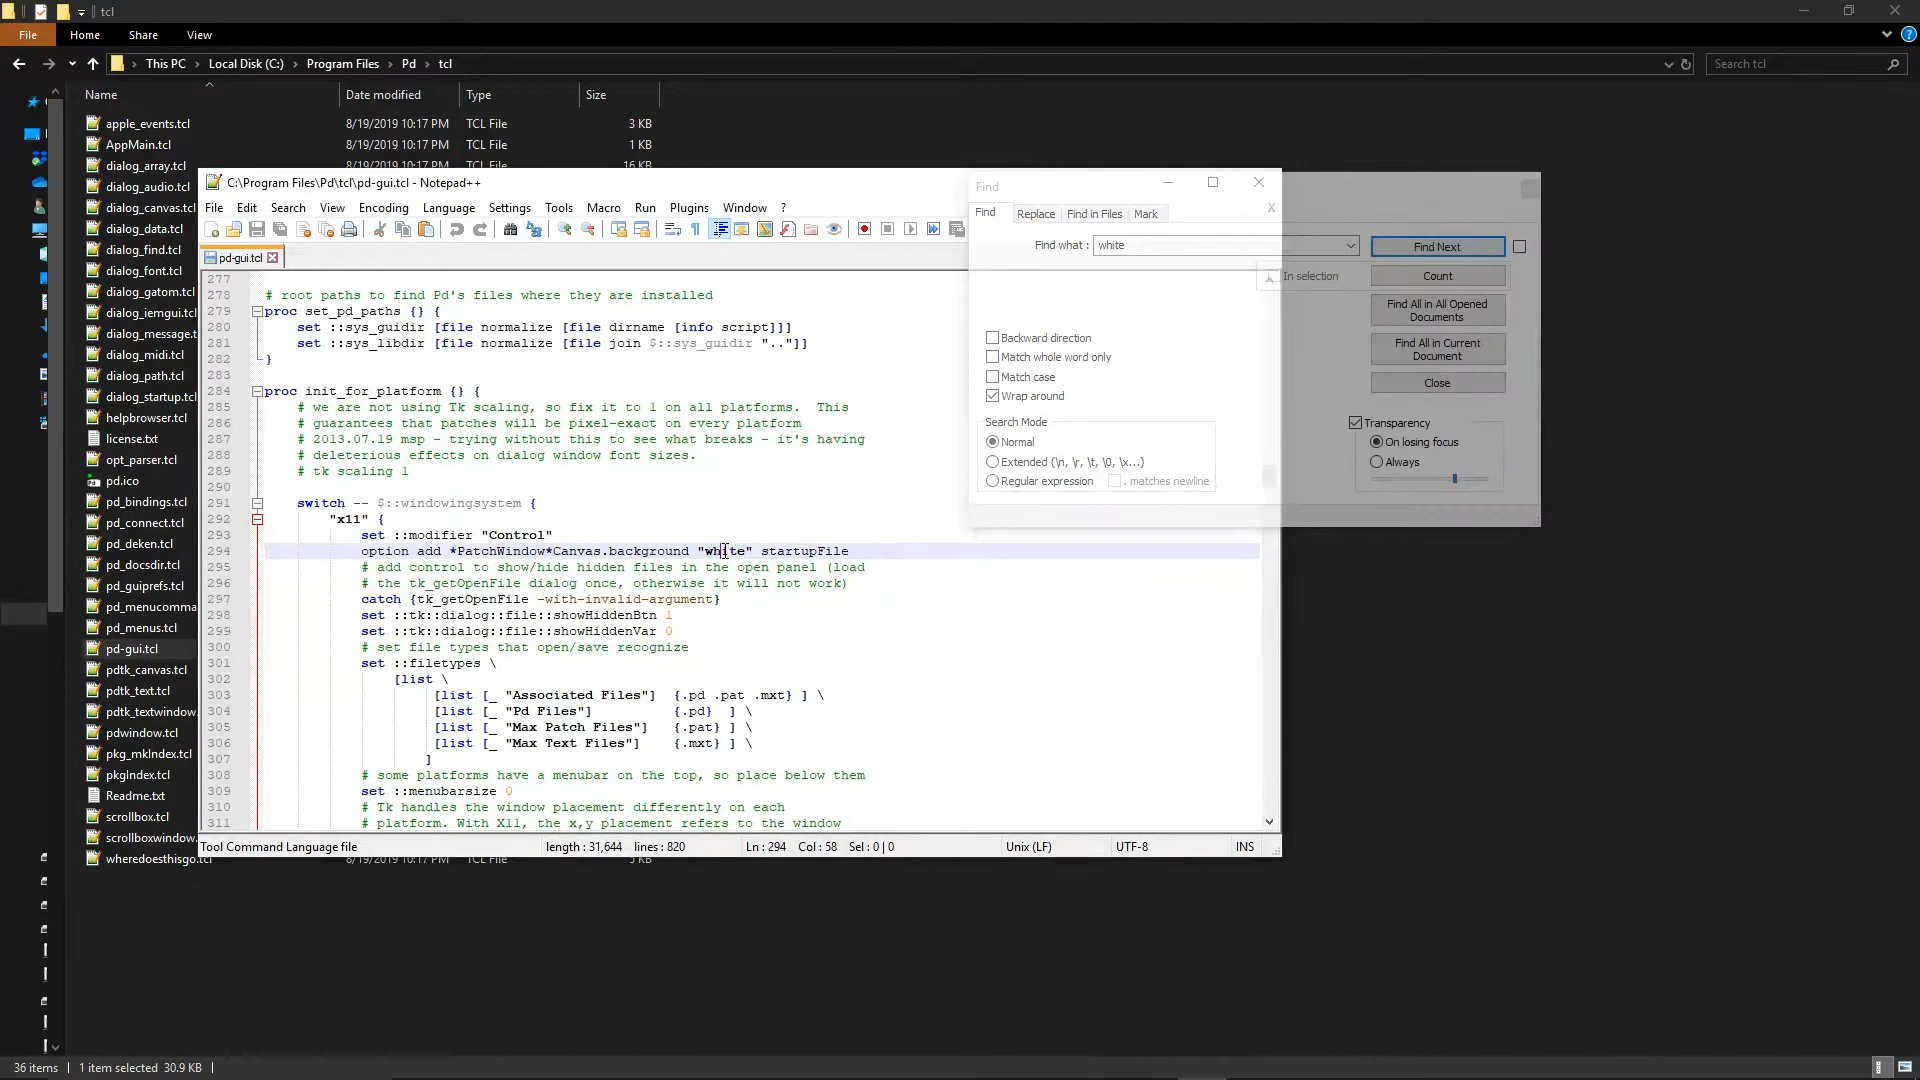 tcl
File Home Share View
This PC Local Disk (C:) Program Files Pd tcl
Search tcl
Name Date modified Type Size
apple_events.tcl 8/19/2019 10:17 PM TCL File 3 KB
AppMain.tcl 8/19/2019 10:17 PM TCL File 1 KB
dialog_array.tcl 8/19/2019 10:17 PM TCL File 16 KB
dialog_audio.tcl
dialog_canvas.tcl
dialog_data.tcl
dialog_find.tcl
dialog_font.tcl
dialog_gatom.tcl
dialog_iemgui.tcl
dialog_message.t
dialog_midi.tcl
dialog_path.tcl
dialog_startup.tcl
helpbrowser.tcl
license.txt
opt_parser.tcl
pd.ico
pd_bindings.tcl
pd_connect.tcl
pd_deken.tcl
pd_docsdir.tcl
pd_guiprefs.tcl
pd_menucomma
pd_menus.tcl
pd-gui.tcl
pdtk_canvas.tcl
pdtk_text.tcl
pdtk_textwindow.
pdwindow.tcl
pkg_mkIndex.tcl
pkgIndex.tcl
Readme.txt
scrollbox.tcl
scrollboxwindow.
wheredoesthisgo.tcl 8/19/2019 10:17 PM TCL File 5 KB
36 items 1 item selected 30.9 KB
C:\Program Files\Pd\tcl\pd-gui.tcl - Notepad++
File Edit Search View Encoding Language Settings Tools Macro Run Plugins Window ?
X
pd-gui.tcl
277
278 # root paths to find Pd's files where they are installed
279 proc set_pd_paths {} {
280 set ::sys_guidir [file normalize [file dirname [info script]]]
281 set ::sys_libdir [file normalize [file join $::sys_guidir ".."]]
282 }
283
284 proc init_for_platform {} {
285 # we are not using Tk scaling, so fix it to 1 on all platforms.  This
286 # guarantees that patches will be pixel-exact on every platform
287 # 2013.07.19 msp - trying without this to see what breaks - it's having
288 # deleterious effects on dialog window font sizes.
289 # tk scaling 1
290
291 switch -- $::windowingsystem {
292 "x11" {
293 set ::modifier "Control"
294 option add *PatchWindow*Canvas.background "white" startupFile
295 # add control to show/hide hidden files in the open panel (load
296 # the tk_getOpenFile dialog once, otherwise it will not work)
297 catch {tk_getOpenFile -with-invalid-argument}
298 set ::tk::dialog::file::showHiddenBtn 1
299 set ::tk::dialog::file::showHiddenVar 0
300 # set file types that open/save recognize
301 set ::filetypes \
302 [list \
303 [list [_ "Associated Files"] {.pd .pat .mxt} ] \
304 [list [_ "Pd Files"] {.pd} ] \
305 [list [_ "Max Patch Files"] {.pat} ] \
306 [list [_ "Max Text Files"] {.mxt} ] \
307 ]
308 # some platforms have a menubar on the top, so place below them
309 set ::menubarsize 0
310 # Tk handles the window placement differently on each
311 # platform. With X11, the x,y placement refers to the window
Tool Command Language file length : 31,644 lines : 820 Ln : 294 Col : 58 Sel : 0 | 0 Unix (LF) UTF-8 INS
Find
Find Replace Find in Files Mark
Find what : white Find Next
In selection Count
Find All in All Opened
Documents
Find All in Current
Document
Close
Backward direction
Match whole word only
Match case
Wrap around
Search Mode
Normal
Extended (\n, \r, \t, \0, \x...)
Regular expression . matches newline
Transparency
On losing focus
Always